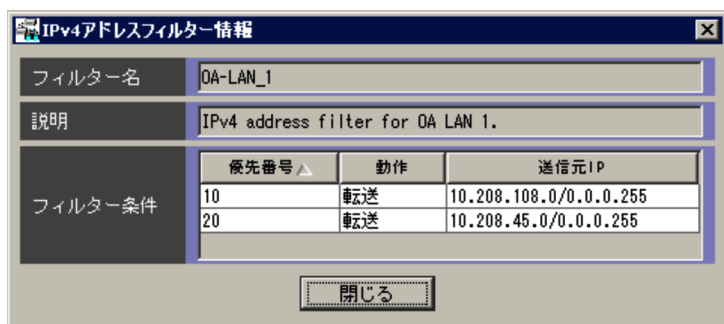 IPv4アドレスフィルター情報
フィルター名 OA-LAN_1
説明 IPv4 address filter for OA LAN 1.
フィルター条件
優先番号 動作 送信元IP
10 転送 10.208.108.0/0.0.0.255
20 転送 10.208.45.0/0.0.0.255
閉じる